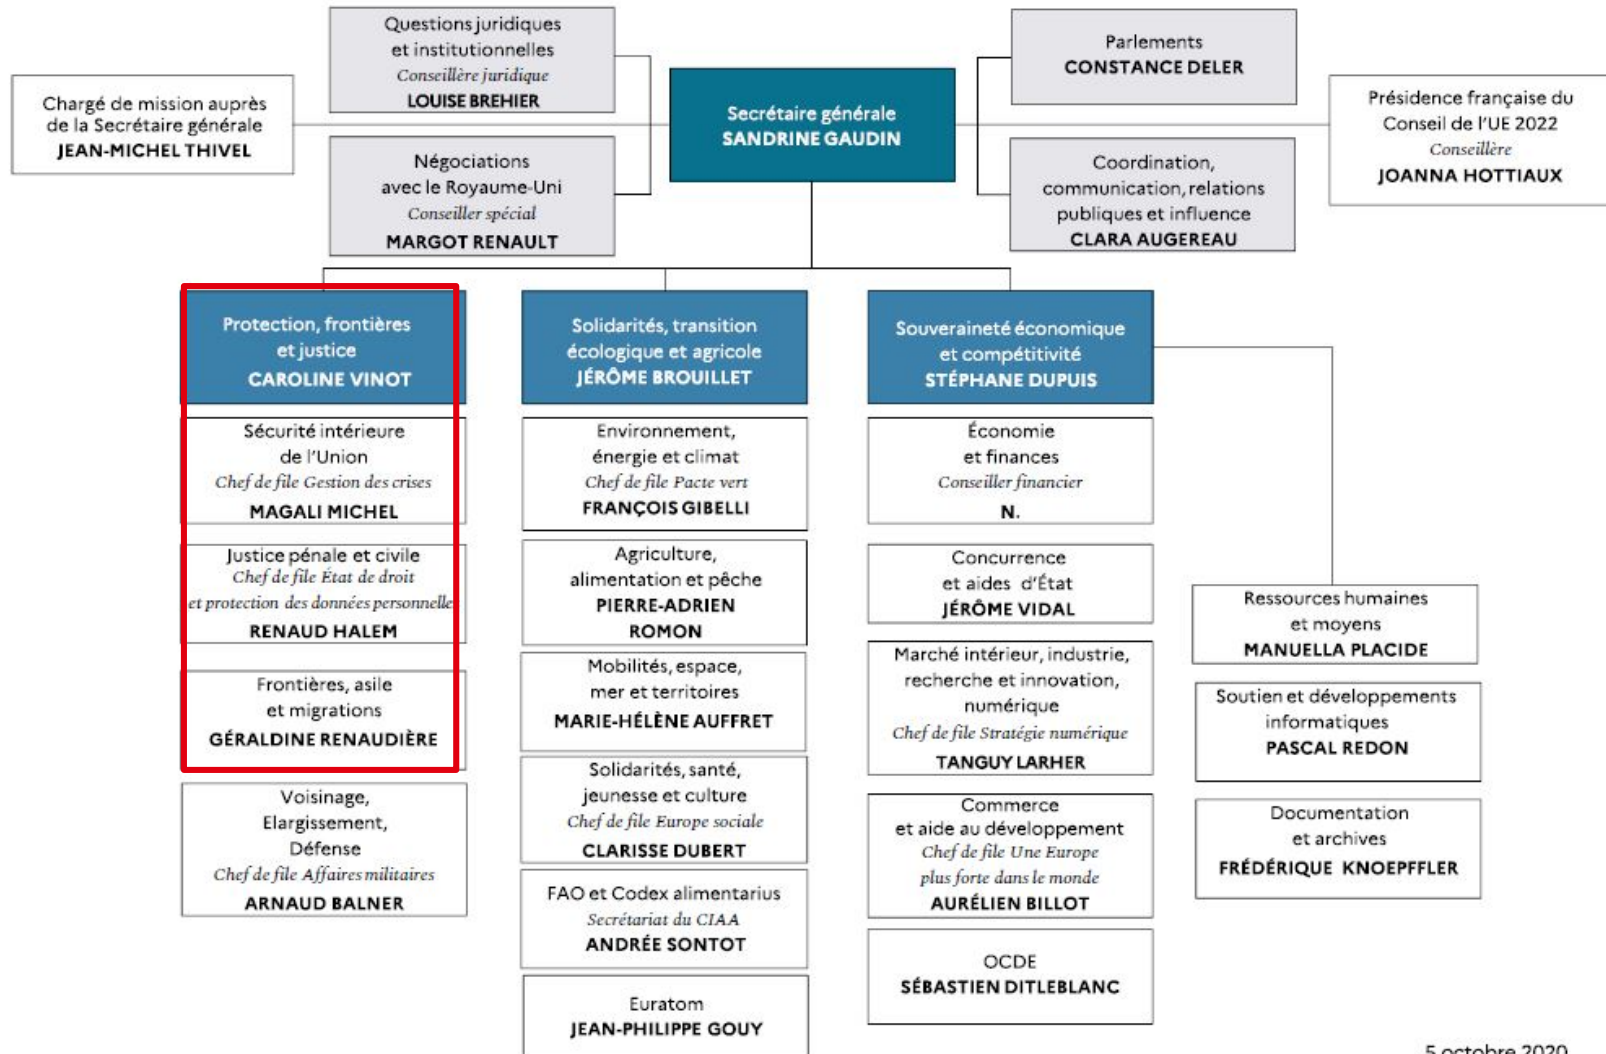 Questions juridiques
et institutionnelles
Conseillère juridique
LOUISE BREHIER
Parlements
CONSTANCE DELER
Chargé de mission auprès
de la Secrétaire générale
JEAN-MICHEL THIVEL
Secrétaire générale
SANDRINE GAUDIN
Présidence française du
Conseil de l'UE 2022
Conseillère
JOANNA HOTTIAUX
Négociations
avec le Royaume-Uni
Conseiller spécial
MARGOT RENAULT
Coordination,
communication, relations
publiques et influence
CLARA AUGEREAU
Protection, frontières
et justice
CAROLINE VINOT
Sécurité intérieure
de l'Union
Chef de file Gestion des crises
MAGALI MICHEL
Justice pénale et civile
Chef de file État de droit
et protection des données personnelle
RENAUD HALEM
Frontières, asile
et migrations
GÉRALDINE RENAUDIÈRE
Voisinage,
Elargissement,
Défense
Chef de file Affaires militaires
ARNAUD BALNER
Solidarités, transition
écologique et agricole
JÉRÔME BROUILLET
Environnement,
énergie et climat
Chef de file Pacte vert
FRANÇOIS GIBELLI
Agriculture,
alimentation et pêche
PIERRE-ADRIEN
ROMON
Mobilités, espace,
mer et territoires
MARIE-HÉLÈNE AUFFRET
Solidarités, santé,
jeunesse et culture
Chef de file Europe sociale
CLARISSE DUBERT
FAO et Codex alimentarius
Secrétariat du CIAA
ANDRÉE SONTOT
Euratom
JEAN-PHILIPPE GOUY
Souveraineté économique
et compétitivité
STÉPHANE DUPUIS
Économie
et finances
Conseiller financier
N.
Concurrence
et aides d'État
JÉRÔME VIDAL
Marché intérieur, industrie,
recherche et innovation,
numérique
Chef de file Stratégie numérique
TANGUY LARHER
Commerce
et aide au développement
Chef de file Une Europe
plus forte dans le monde
AURÉLIEN BILLOT
OCDE
SÉBASTIEN DITLEBLANC
Ressources humaines
et moyens
MANUELLA PLACIDE
Soutien et développements
informatiques
PASCAL REDON
Documentation
et archives
FRÉDÉRIQUE KNOEPFFLER
5 octobre 2020